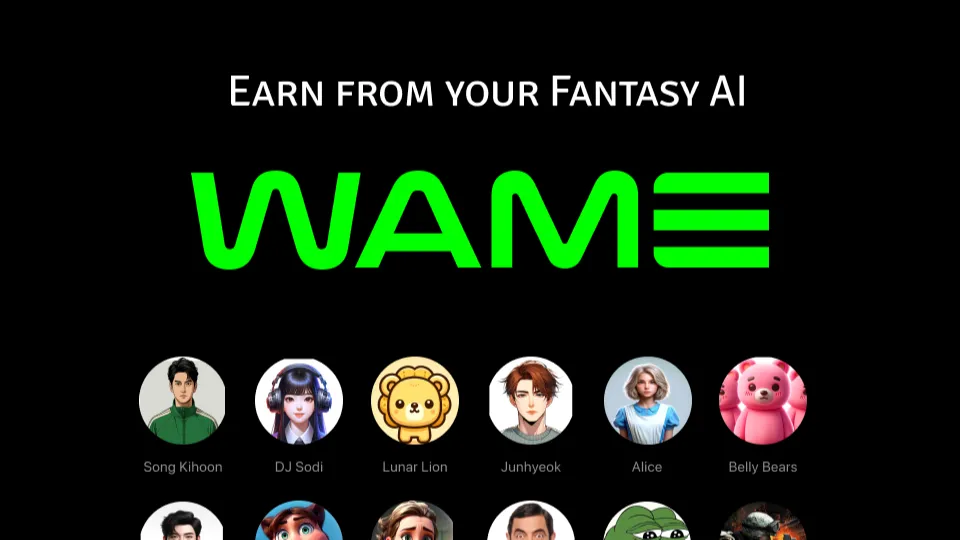 Earn from your Fantasy AI
WAME
Song Kihoon
DJ Sodi
Lunar Lion
Junhyeok
Alice
Belly Bears